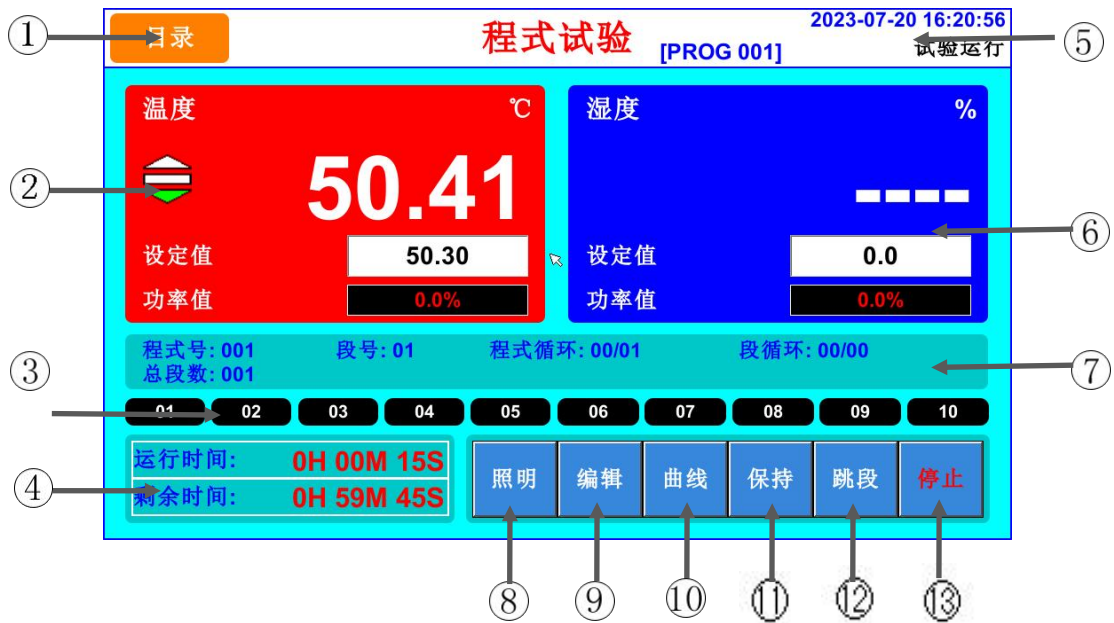 ① 目录 程式试验 [PROG 001] 2023-07-20 16:20:56
试验运行 ⑤
温度 ℃ 湿度 %
② 50.41 ----
设定值 50.30 设定值 0.0 ⑥
功率值 0.0% 功率值 0.0%
程式号: 001 段号: 01 程式循环: 00/01 段循环: 00/00
总段数: 001 ③ ⑦
01 02 03 04 05 06 07 08 09 10
运行时间: 0H 00M 15S
④ 剩余时间: 0H 59M 45S
照明 编辑 曲线 保持 跳段 停止
⑧ ⑨ ⑩ ⑪ ⑫ ⑬